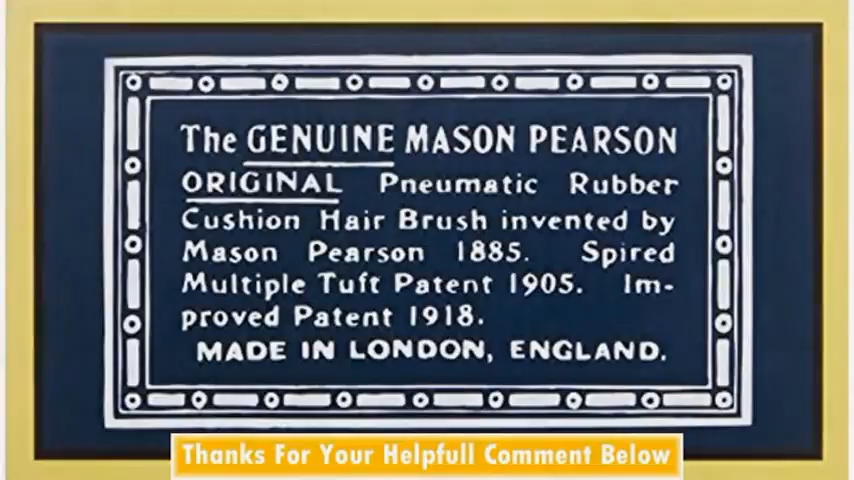 The GENUINE MASON PEARSON
ORIGINAL Pneumatic Rubber
Cushion Hair Brush invented by
Mason Pearson 1885. Spired
Multiple Tuft Patent 1905. Im-
proved Patent 1918.
MADE IN LONDON, ENGLAND.
Thanks For Your Helpfull Comment Below